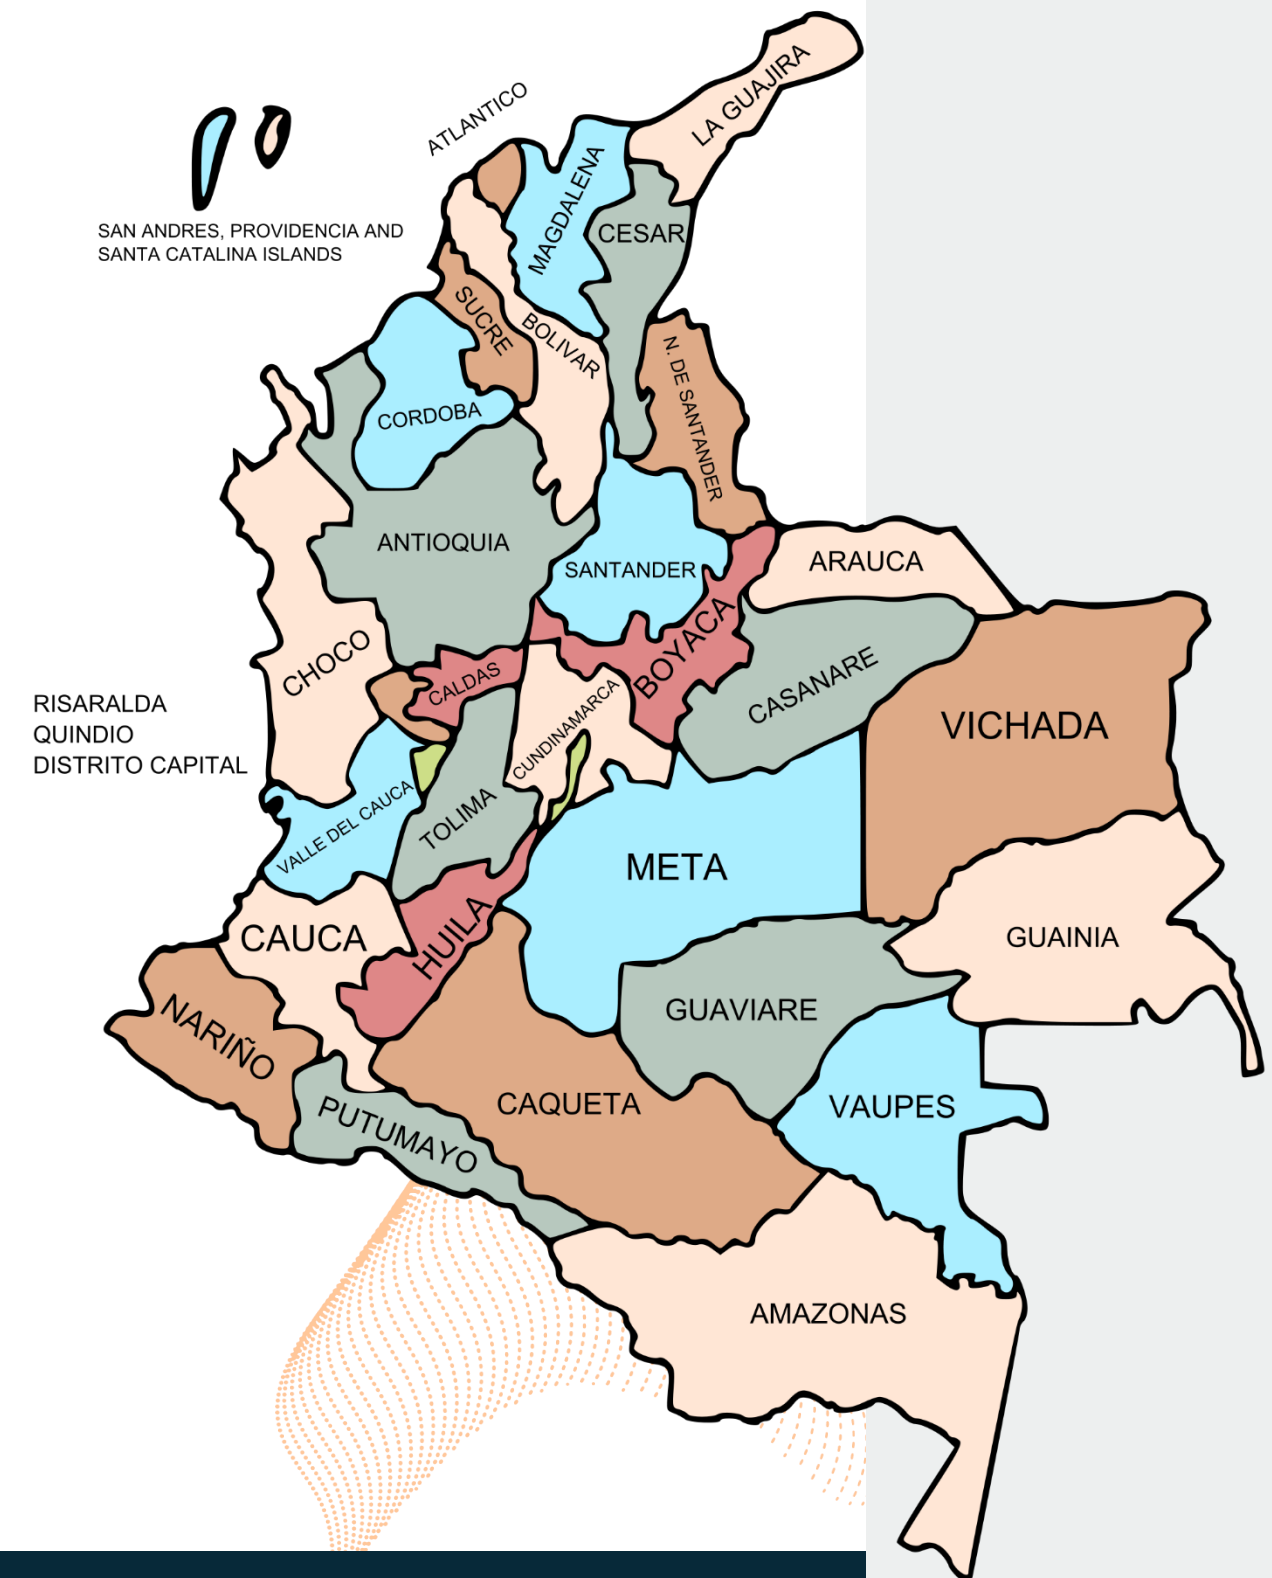 LA GUAJIRA
ATLANTICO
MAGDALENA
SAN ANDRES, PROVIDENCIA AND
SANTA CATALINA ISLANDS
CESAR
SUCRE
BOLIVAR
N. DE SANTANDER
CORDOBA
ANTIOQUIA
SANTANDER
ARAUCA
BOYACA
CHOCO
CALDAS
CUNDINAMARCA
CASANARE
RISARALDA
QUINDIO
DISTRITO CAPITAL
VICHADA
VALLE DEL CAUCA
TOLIMA
META
CAUCA
HUILA
GUAINIA
NARIÑO
GUAVIARE
CAQUETA
VAUPES
PUTUMAYO
AMAZONAS